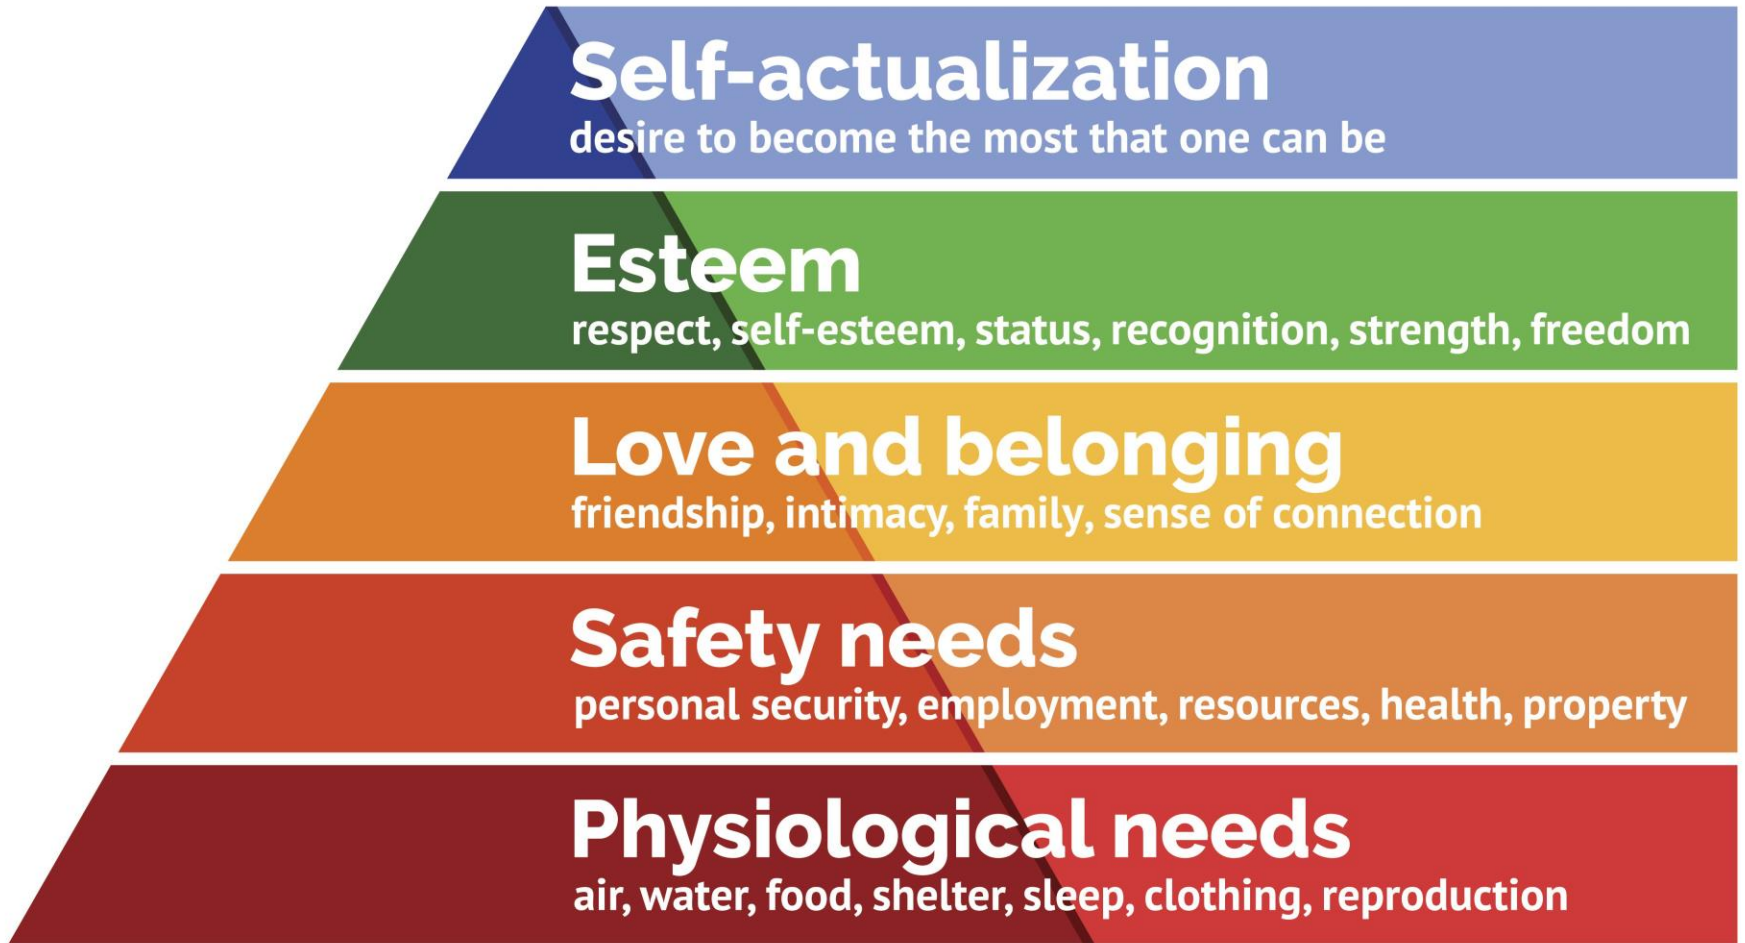 Self-actualization
desire to become the most that one can be
Esteem
respect, self-esteem, status, recognition, strength, freedom
Love and belonging
friendship, intimacy, family, sense of connection
Safety needs
personal security, employment, resources, health, property
Physiological needs
air, water, food, shelter, sleep, clothing, reproduction